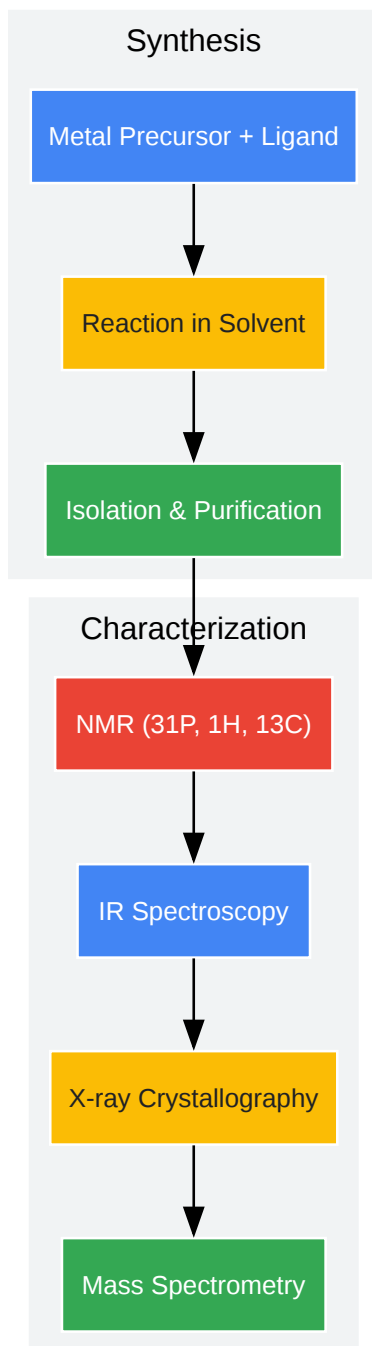 Synthesis
Metal Precursor + Ligand
Reaction in Solvent
Isolation & Purification
Characterization
NMR (31P, 1H, 13C)
IR Spectroscopy
X-ray Crystallography
Mass Spectrometry